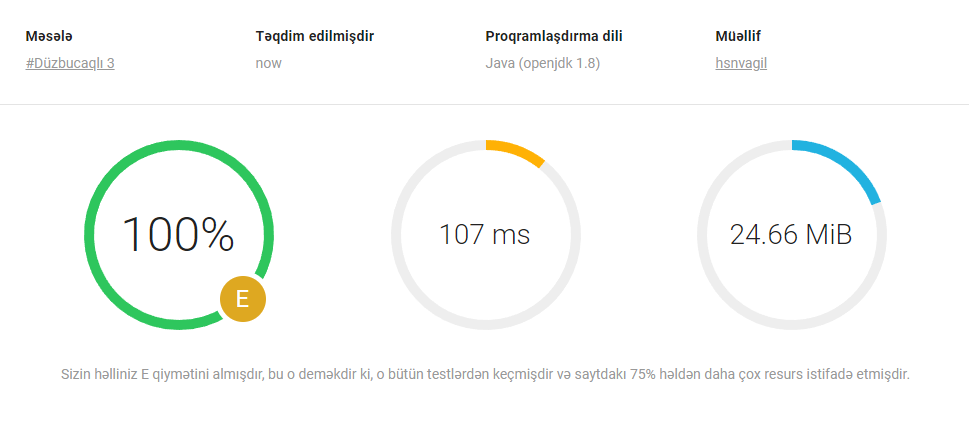 Məsələ
Təqdim edilmişdir
Proqramlaşdırma dili
Müəllif
#Düzbucaqlı 3
now
Java (openjdk 1.8)
hsnvagil
100%
E
107 ms
24.66 MiB
Sizin həlliniz E qiymətini almışdır, bu o deməkdir ki, o bütün testlərdən keçmişdir və saytdakı 75% həldən daha çox resurs istifadə etmişdir.